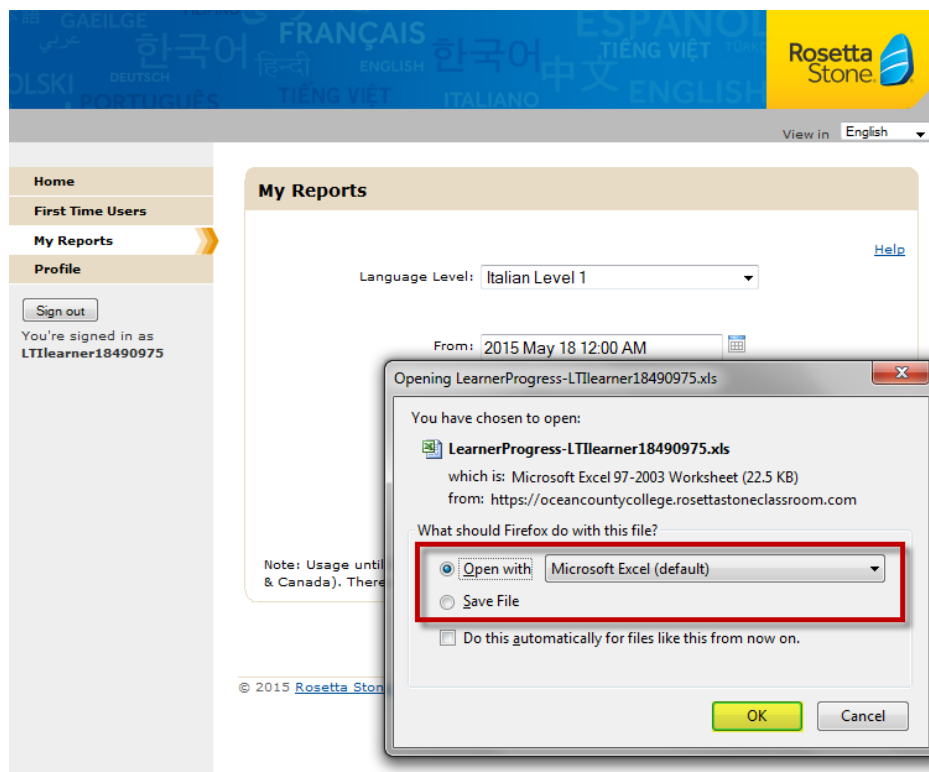 GAEILGE
عربي
한국어
FRANÇAIS
हिन्दी
ENGLISH
한국어
ESPAÑOL
TIẾNG VIỆT
TÜRK
中文
OLSKI
DEUTSCH
PORTUGUÊS
TIẾNG VIỆT
ITALIANO
ENGLISH
Rosetta
Stone.
View in English
Home
First Time Users
My Reports
Profile
Sign out
You're signed in as
LTIlearner18490975
My Reports
Help
Language Level: Italian Level 1
From: 2015 May 18 12:00 AM
Note: Usage until
& Canada). There
© 2015 Rosetta Ston
Opening LearnerProgress-LTIlearner18490975.xls
You have chosen to open:
LearnerProgress-LTIlearner18490975.xls
which is: Microsoft Excel 97-2003 Worksheet (22.5 KB)
from: https://oceancountycollege.rosettastoneclassroom.com
What should Firefox do with this file?
Open with Microsoft Excel (default)
Save File
Do this automatically for files like this from now on.
OK Cancel